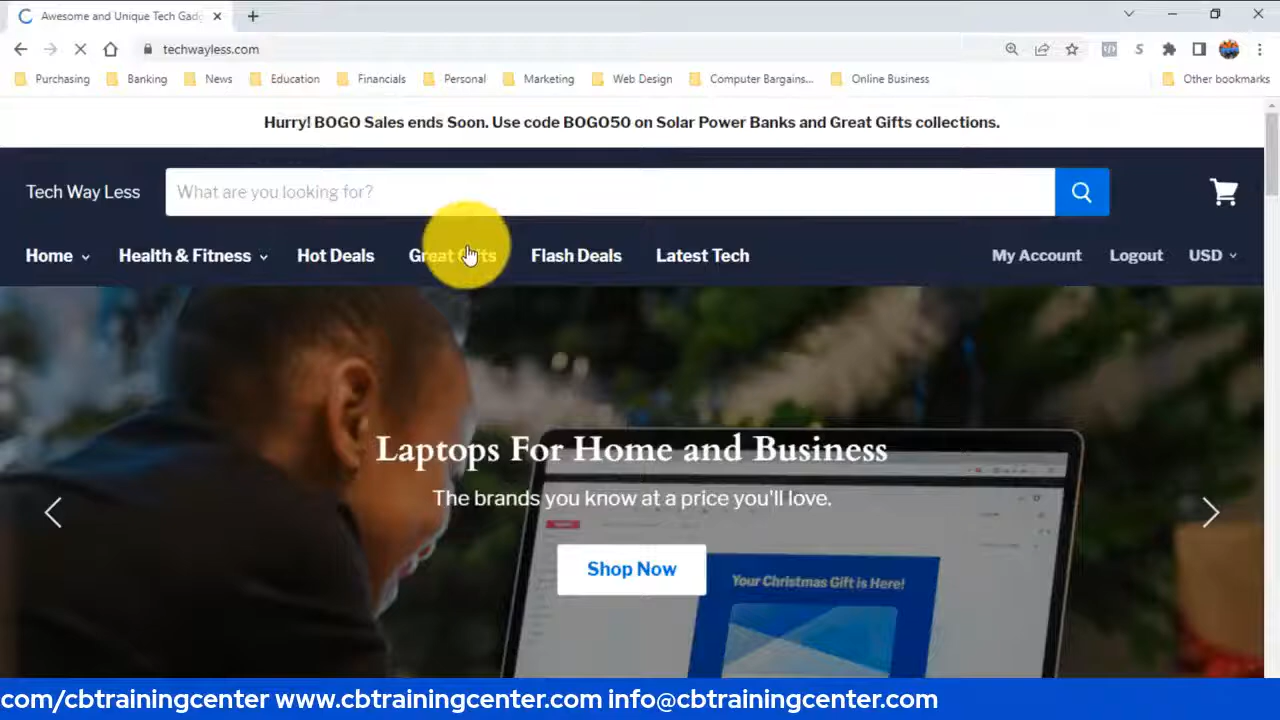 Awesome and Unique Tech Gadg
techwayless.com
Purchasing Banking News Education Financials Personal Marketing Web Design Computer Bargains... Online Business Other bookmarks
Hurry! BOGO Sales ends Soon. Use code BOGO50 on Solar Power Banks and Great Gifts collections.
Tech Way Less What are you looking for?
Home Health & Fitness Hot Deals Great Gifts Flash Deals Latest Tech My Account Logout USD
Laptops For Home and Business
The brands you know at a price you'll love.
Shop Now
Your Christmas Gift is Here!
com/cbtrainingcenter www.cbtrainingcenter.com info@cbtrainingcenter.com